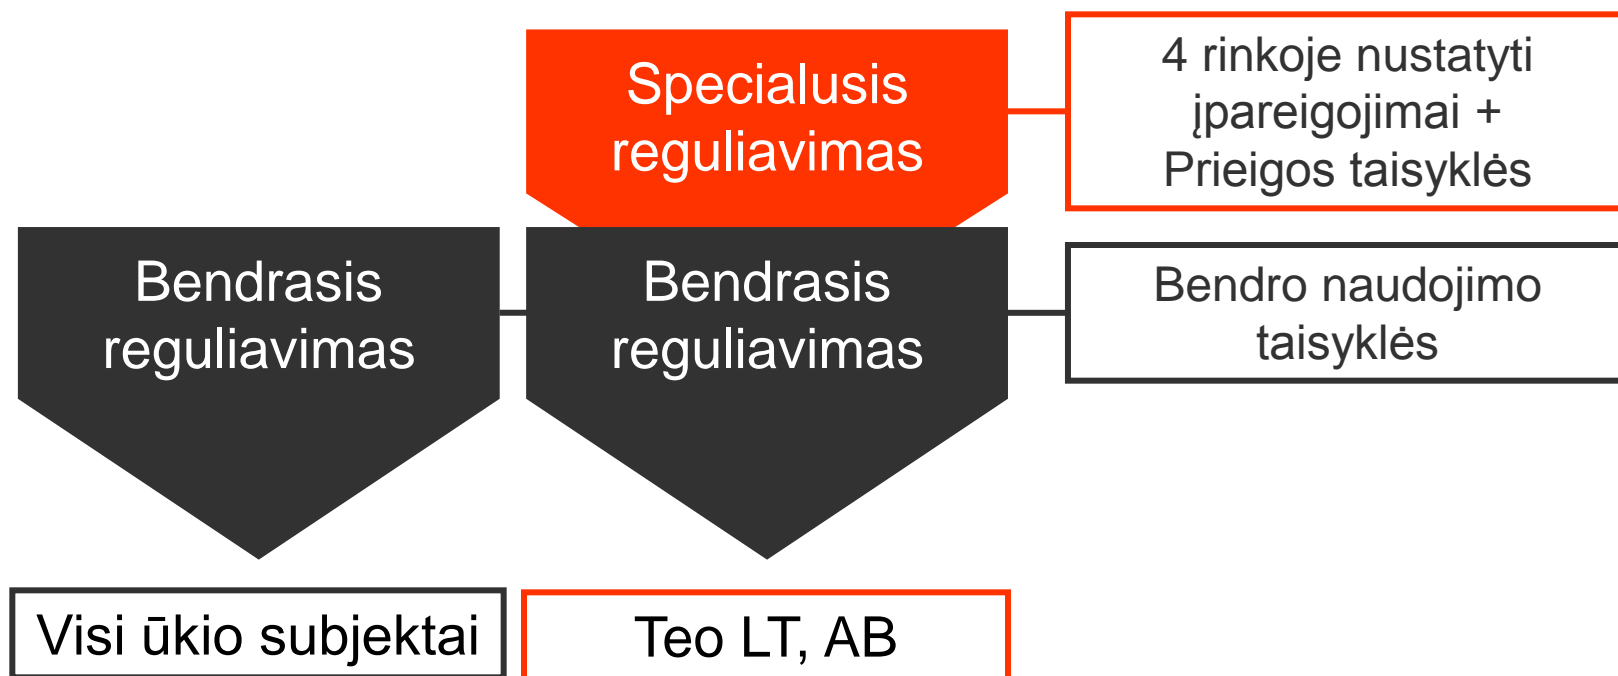 Specialusis
reguliavimas
4 rinkoje nustatyti
įpareigojimai +
Prieigos taisyklės
Bendrasis
reguliavimas
Bendrasis
reguliavimas
Bendro naudojimo
taisyklės
Visi ūkio subjektai
Teo LT, AB